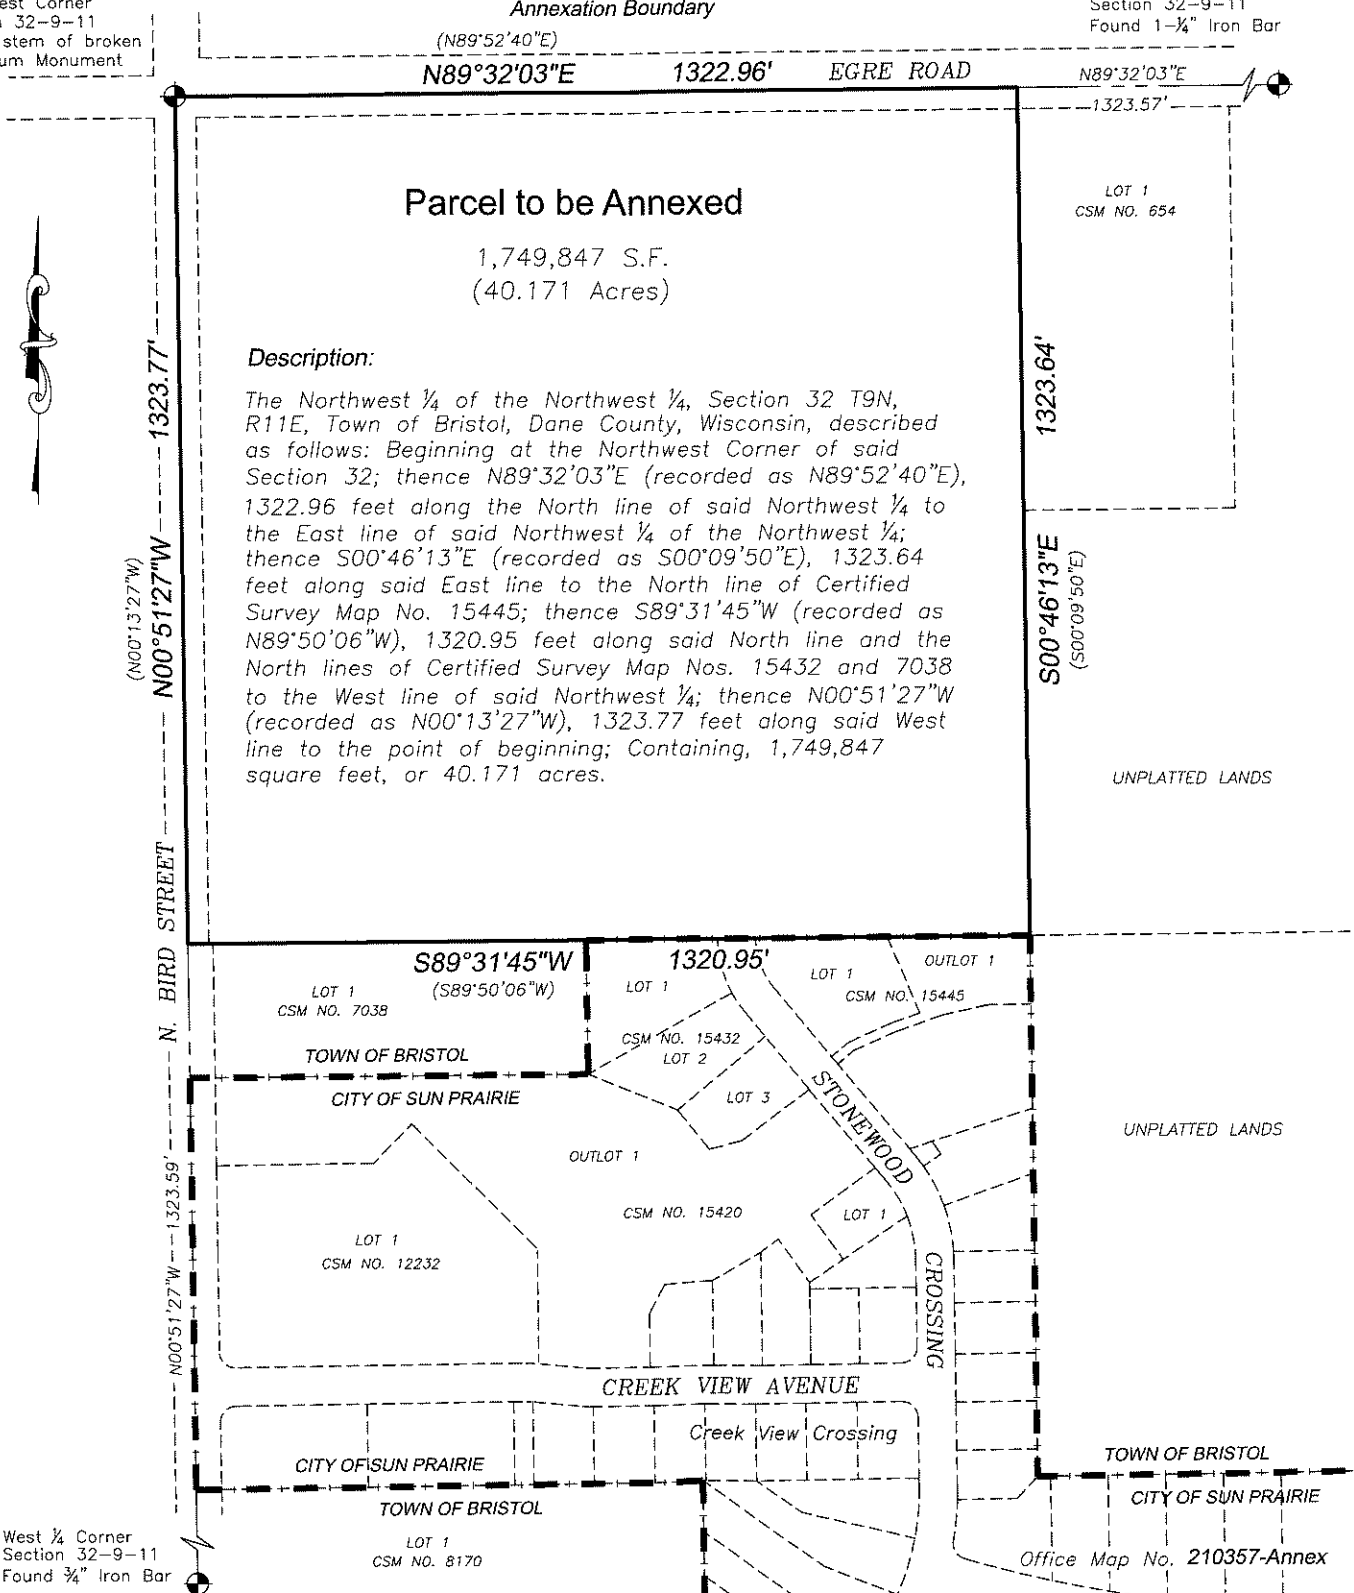 est Corner
32-9-11
stem of broken
um Monument
Annexation Boundary
(N89°52'40"E)
N89°32'03"E 1322.96' EGRE ROAD
Section 32-9-11
Found 1-¼" Iron Bar
N89°32'03"E
1323.57'
Parcel to be Annexed
1,749,847 S.F.
(40.171 Acres)
LOT 1
CSM NO. 654
Description:
The Northwest ¼ of the Northwest ¼, Section 32 T9N,
R11E, Town of Bristol, Dane County, Wisconsin, described
as follows: Beginning at the Northwest Corner of said
Section 32; thence N89°32'03"E (recorded as N89°52'40"E),
1322.96 feet along the North line of said Northwest ¼ to
the East line of said Northwest ¼ of the Northwest ¼;
thence S00°46'13"E (recorded as S00°09'50"E), 1323.64
feet along said East line to the North line of Certified
Survey Map No. 15445; thence S89°31'45"W (recorded as
N89°50'06"W), 1320.95 feet along said North line and the
North lines of Certified Survey Map Nos. 15432 and 7038
to the West line of said Northwest ¼; thence N00°51'27"W
(recorded as N00°13'27"W), 1323.77 feet along said West
line to the point of beginning; Containing, 1,749,847
square feet, or 40.171 acres.
(N00°13'27"W)
N00°51'27"W 1323.77'
1323.64'
S00°46'13"E
(S00°09'50"E)
UNPLATTED LANDS
N. BIRD STREET
S89°31'45"W 1320.95'
(S89°50'06"W)
LOT 1
CSM NO. 7038
LOT 1
CSM NO. 15432
LOT 2
LOT 3
LOT 1
OUTLOT 1
CSM NO. 15445
TOWN OF BRISTOL
CITY OF SUN PRAIRIE
STONEWOOD
CROSSING
UNPLATTED LANDS
OUTLOT 1
CSM NO. 15420
LOT 1
LOT 1
CSM NO. 12232
N00°51'27"W 1323.59'
CREEK VIEW AVENUE
Creek View Crossing
CITY OF SUN PRAIRIE
TOWN OF BRISTOL
TOWN OF BRISTOL
CITY OF SUN PRAIRIE
West ¼ Corner
Section 32-9-11
Found ¾" Iron Bar
LOT 1
CSM NO. 8170
Office Map No. 210357-Annex